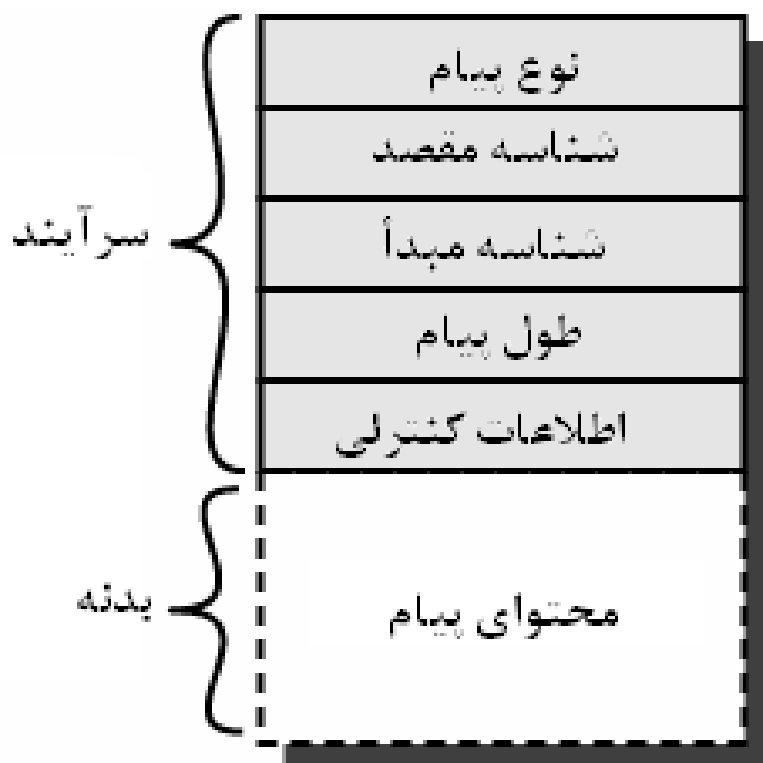 نوع پیام
شناسه مقصد
شناسه مبدأ
طول پیام
اطلاعات کنترلی
سرآیند
محتوای پیام
بدنه